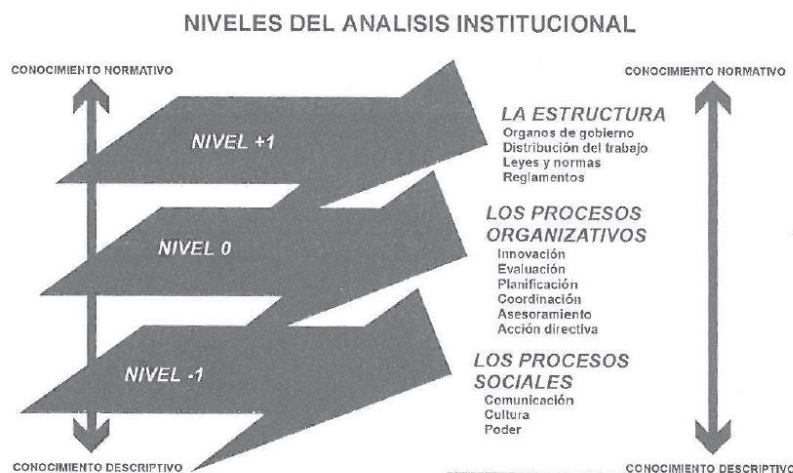 NIVELES DEL ANALISIS INSTITUCIONAL
CONOCIMIENTO NORMATIVO
CONOCIMIENTO NORMATIVO
NIVEL +1
LA ESTRUCTURA
Organos de gobierno
Distribución del trabajo
Leyes y normas
Reglamentos
NIVEL 0
LOS PROCESOS
ORGANIZATIVOS
Innovación
Evaluación
Planificación
Coordinación
Asesoramiento
Acción directiva
NIVEL -1
LOS PROCESOS
SOCIALES
Comunicación
Cultura
Poder
CONOCIMIENTO DESCRIPTIVO
CONOCIMIENTO DESCRIPTIVO